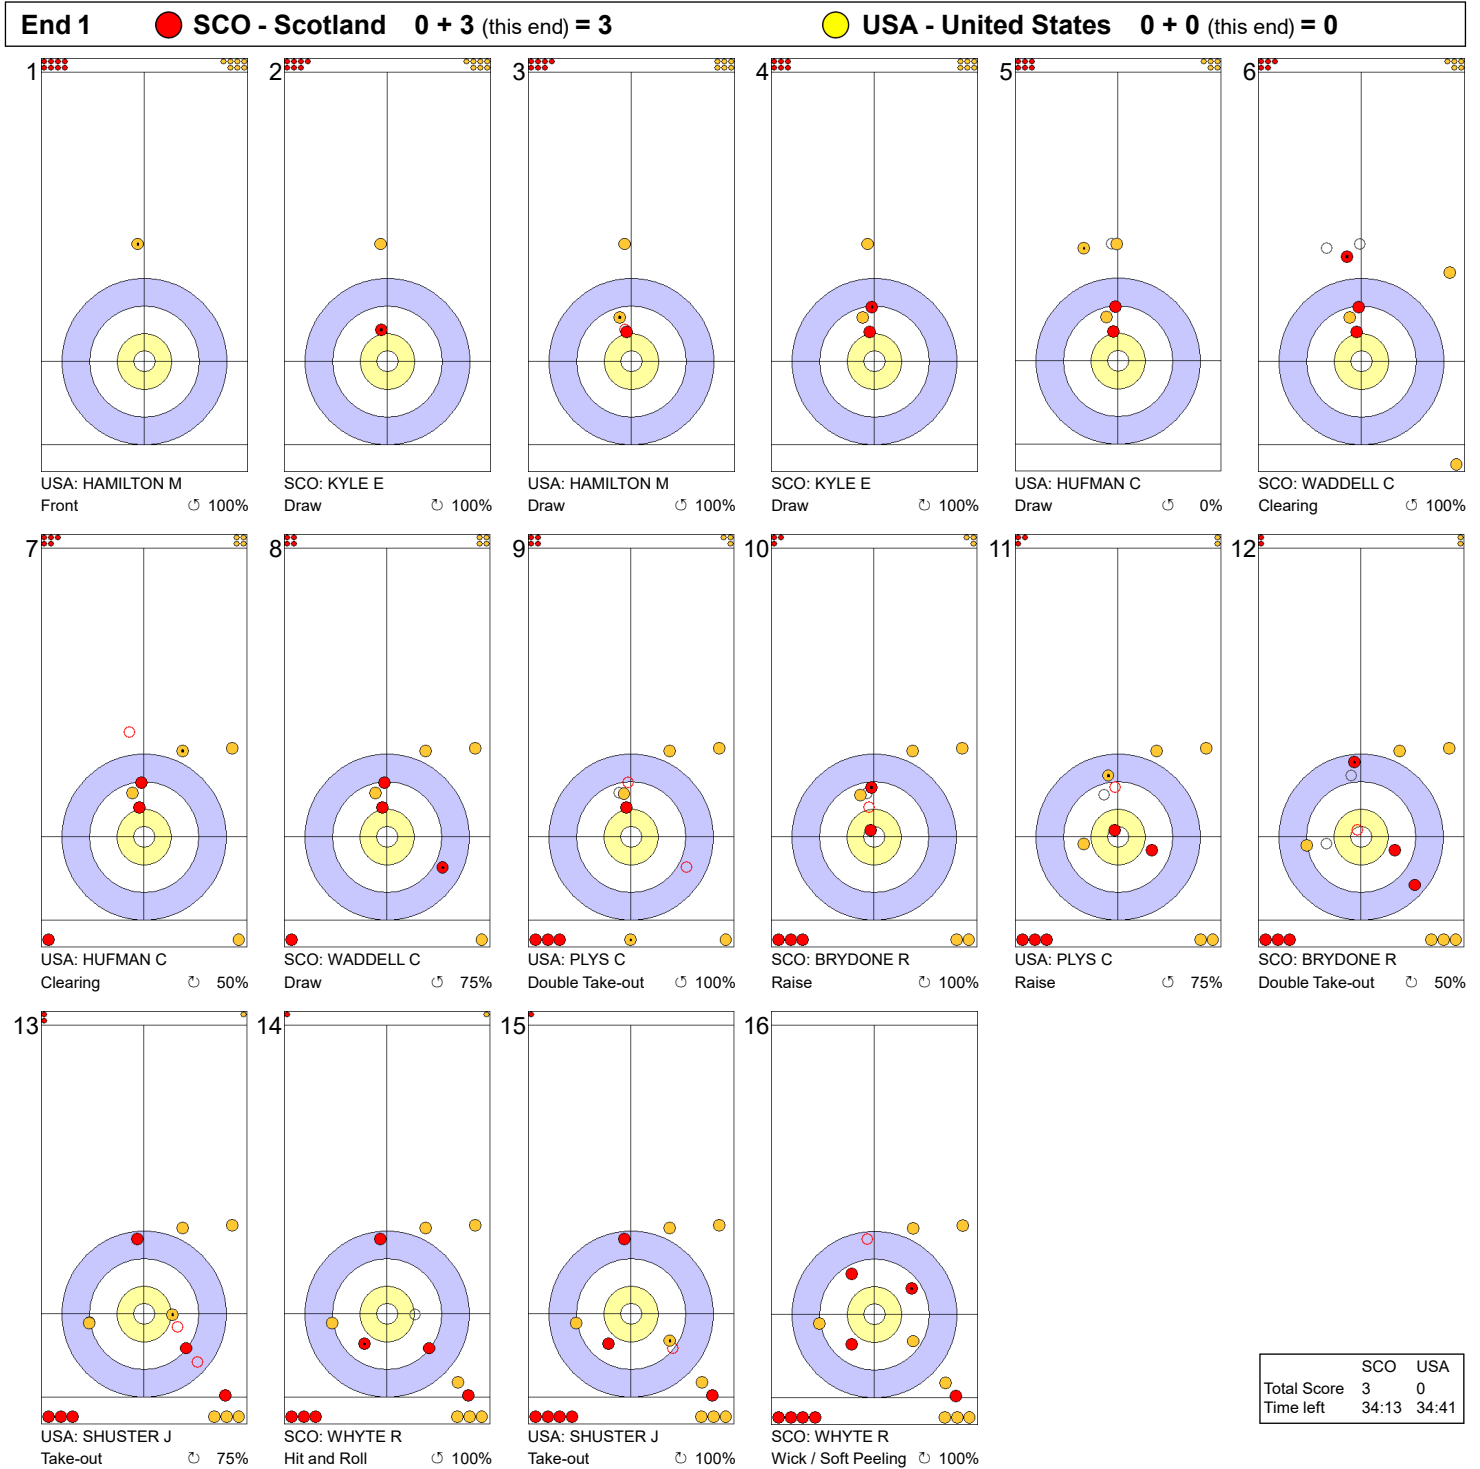 End 1 SCO - Scotland 0 + 3 (this end) = 3 USA - United States 0 + 0 (this end) = 0
1 2 3 4 5 6
USA: HAMILTON M SCO: KYLE E USA: HAMILTON M SCO: KYLE E USA: HUFMAN C SCO: WADDELL C
Front ↺ 100% Draw ↺ 100% Draw ↻ 100% Draw ↻ 100% Draw ↺ 0% Clearing ↺ 100%
7 8 9 10 11 12
USA: HUFMAN C SCO: WADDELL C USA: PLYS C SCO: BRYDONE R USA: PLYS C SCO: BRYDONE R
Clearing ↻ 50% Draw ↺ 75% Double Take-out ↻ 100% Raise ↻ 100% Raise ↻ 75% Double Take-out ↻ 50%
13 14 15 16
USA: SHUSTER J SCO: WHYTE R USA: SHUSTER J SCO: WHYTE R
Take-out ↻ 75% Hit and Roll ↻ 100% Take-out ↻ 100% Wick / Soft Peeling ↻ 100%
SCO USA
Total Score 3 0
Time left 34:13 34:41